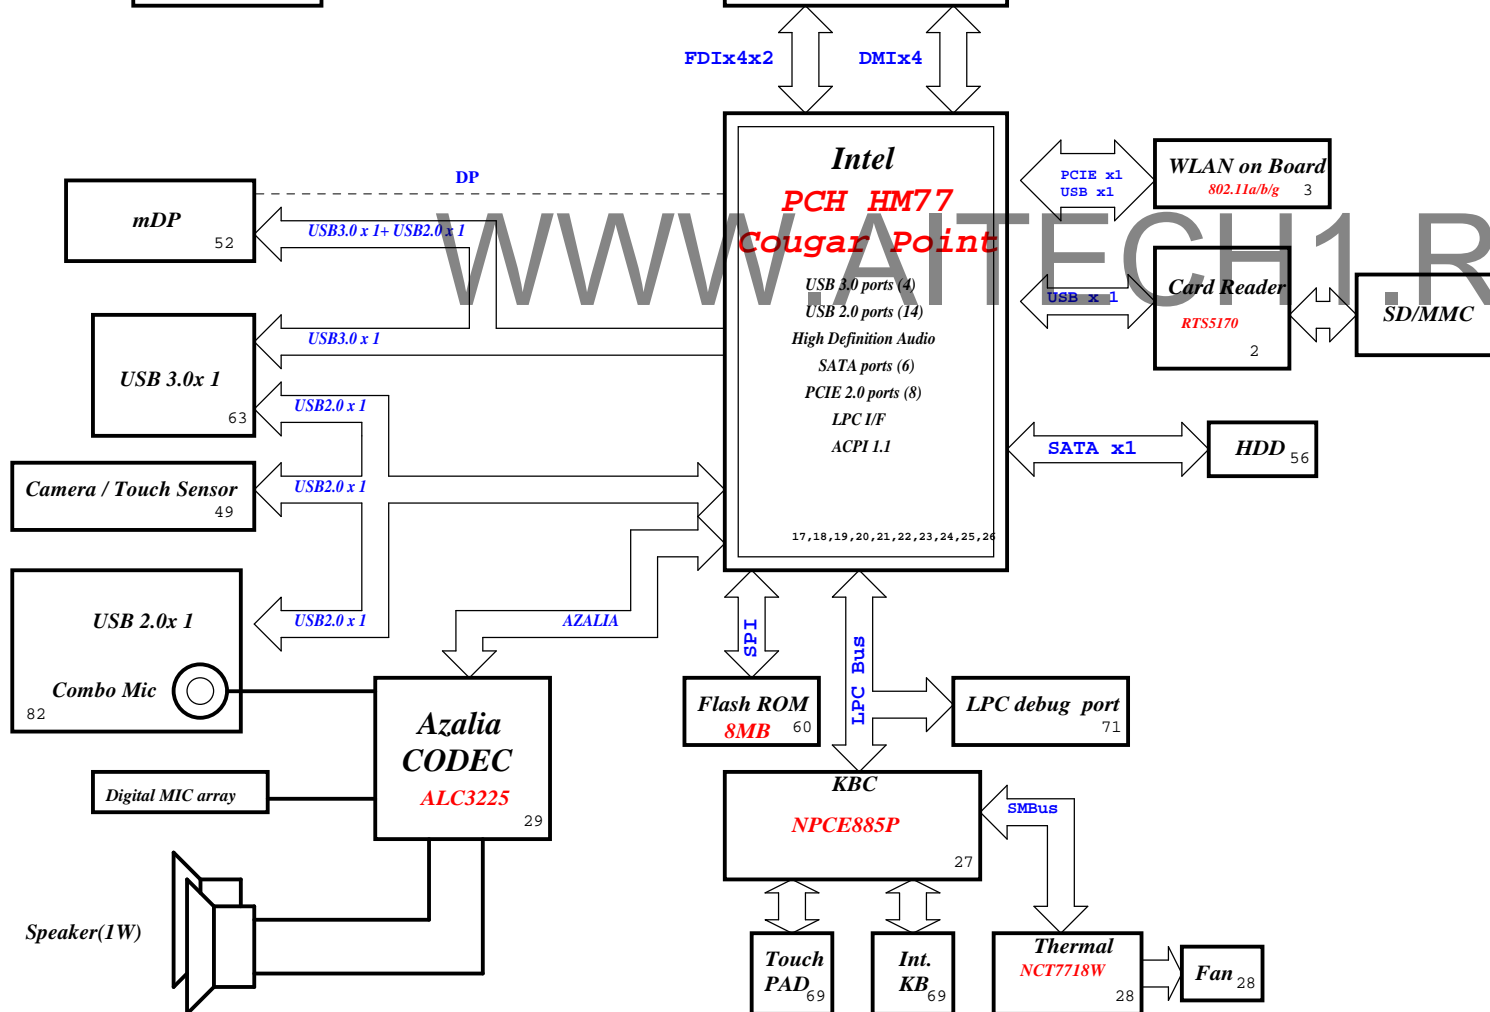 FDIx4x2
DMIx4
Intel
PCH HM77
Cougar Point
USB 3.0 ports (4)
USB 2.0 ports (14)
High Definition Audio
SATA ports (6)
PCIE 2.0 ports (8)
LPC I/F
ACPI 1.1
17,18,19,20,21,22,23,24,25,26
WWW.AITECH1.R
DP
mDP
52
USB3.0 x 1+ USB2.0 x 1
USB3.0 x 1
USB 3.0x 1
63
USB2.0 x 1
Camera / Touch Sensor
49
USB2.0 x 1
USB 2.0x 1
USB2.0 x 1
Combo Mic
82
AZALIA
Azalia
CODEC
ALC3225
29
Digital MIC array
Speaker(1W)
PCIE x1
USB x1
WLAN on Board
802.11a/b/g 3
USB x 1
Card Reader
RTS5170
2
SD/MMC
SATA x1
HDD 56
SPI
Flash ROM
8MB 60
LPC Bus
LPC debug port
71
KBC
NPCE885P
27
SMBus
Touch
PAD 69
Int.
KB 69
Thermal
NCT7718W
28
Fan 28